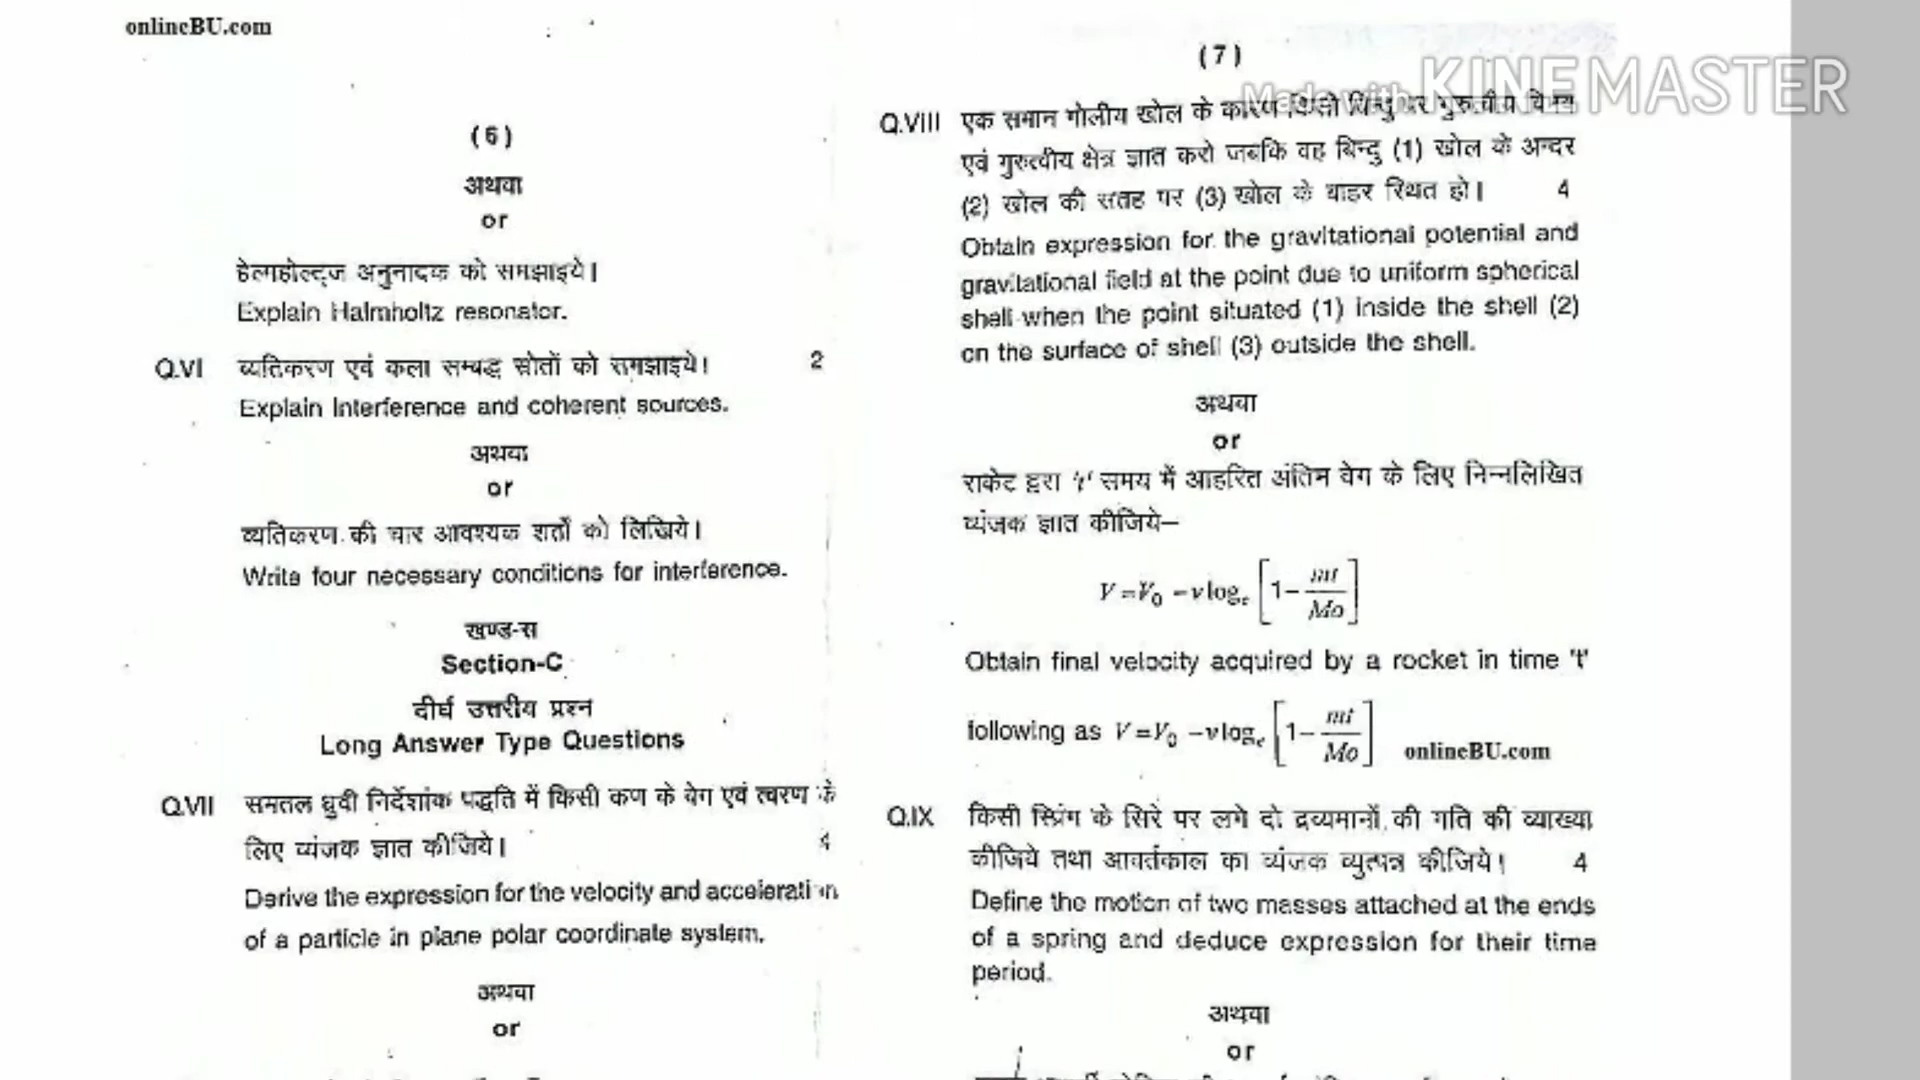 onlineBU.com
(6)
अथवा
or
हेल्महोल्ट्ज अनुनादक को समझाइये।
Explain Halmholtz resonator.
Q.VI व्यतिकरण एवं कला सम्बद्ध स्रोतों को समझाइये। 2
Explain Interference and coherent sources.
अथवा
or
व्यतिकरण की चार आवश्यक शर्तों को लिखिये।
Write four necessary conditions for interference.
खण्ड-स
Section-C
दीर्घ उत्तरीय प्रश्न
Long Answer Type Questions
Q.VII समतल ध्रुवी निर्देशांक पद्धति में किसी कण के वेग एवं त्वरण के
लिए व्यंजक ज्ञात कीजिये। 4
Derive the expression for the velocity and acceleration
of a particle in plane polar coordinate system.
अथवा
or
(7)
Made with KINEMASTER
Q.VIII एक समान गोलीय खोल के कारण किसी बिन्दु पर गुरुत्वीय विभव
एवं गुरुत्वीय क्षेत्र ज्ञात करो जबकि वह बिन्दु (1) खोल के अन्दर
(2) खोल की सतह पर (3) खोल के बाहर स्थित हो। 4
Obtain expression for the gravitational potential and
gravitational field at the point due to uniform spherical
shell when the point situated (1) inside the shell (2)
on the surface of shell (3) outside the shell.
अथवा
or
राकेट द्वरा 't' समय में आहरित अंतिम वेग के लिए निन्नलिखित
व्यंजक ज्ञात कीजिये–
V=V₀ -v logₑ [1- mt/Mo]
Obtain final velocity acquired by a rocket in time 't'
following as V=V₀ -v logₑ [1- mt/Mo] onlineBU.com
Q.IX किसी स्प्रिंग के सिरे पर लगे दो द्रव्यमानों की गति की व्याख्या
कीजिये तथा आवर्तकाल का व्यंजक व्युत्पन्न कीजिये। 4
Define the motion of two masses attached at the ends
of a spring and deduce expression for their time
period.
अथवा
or